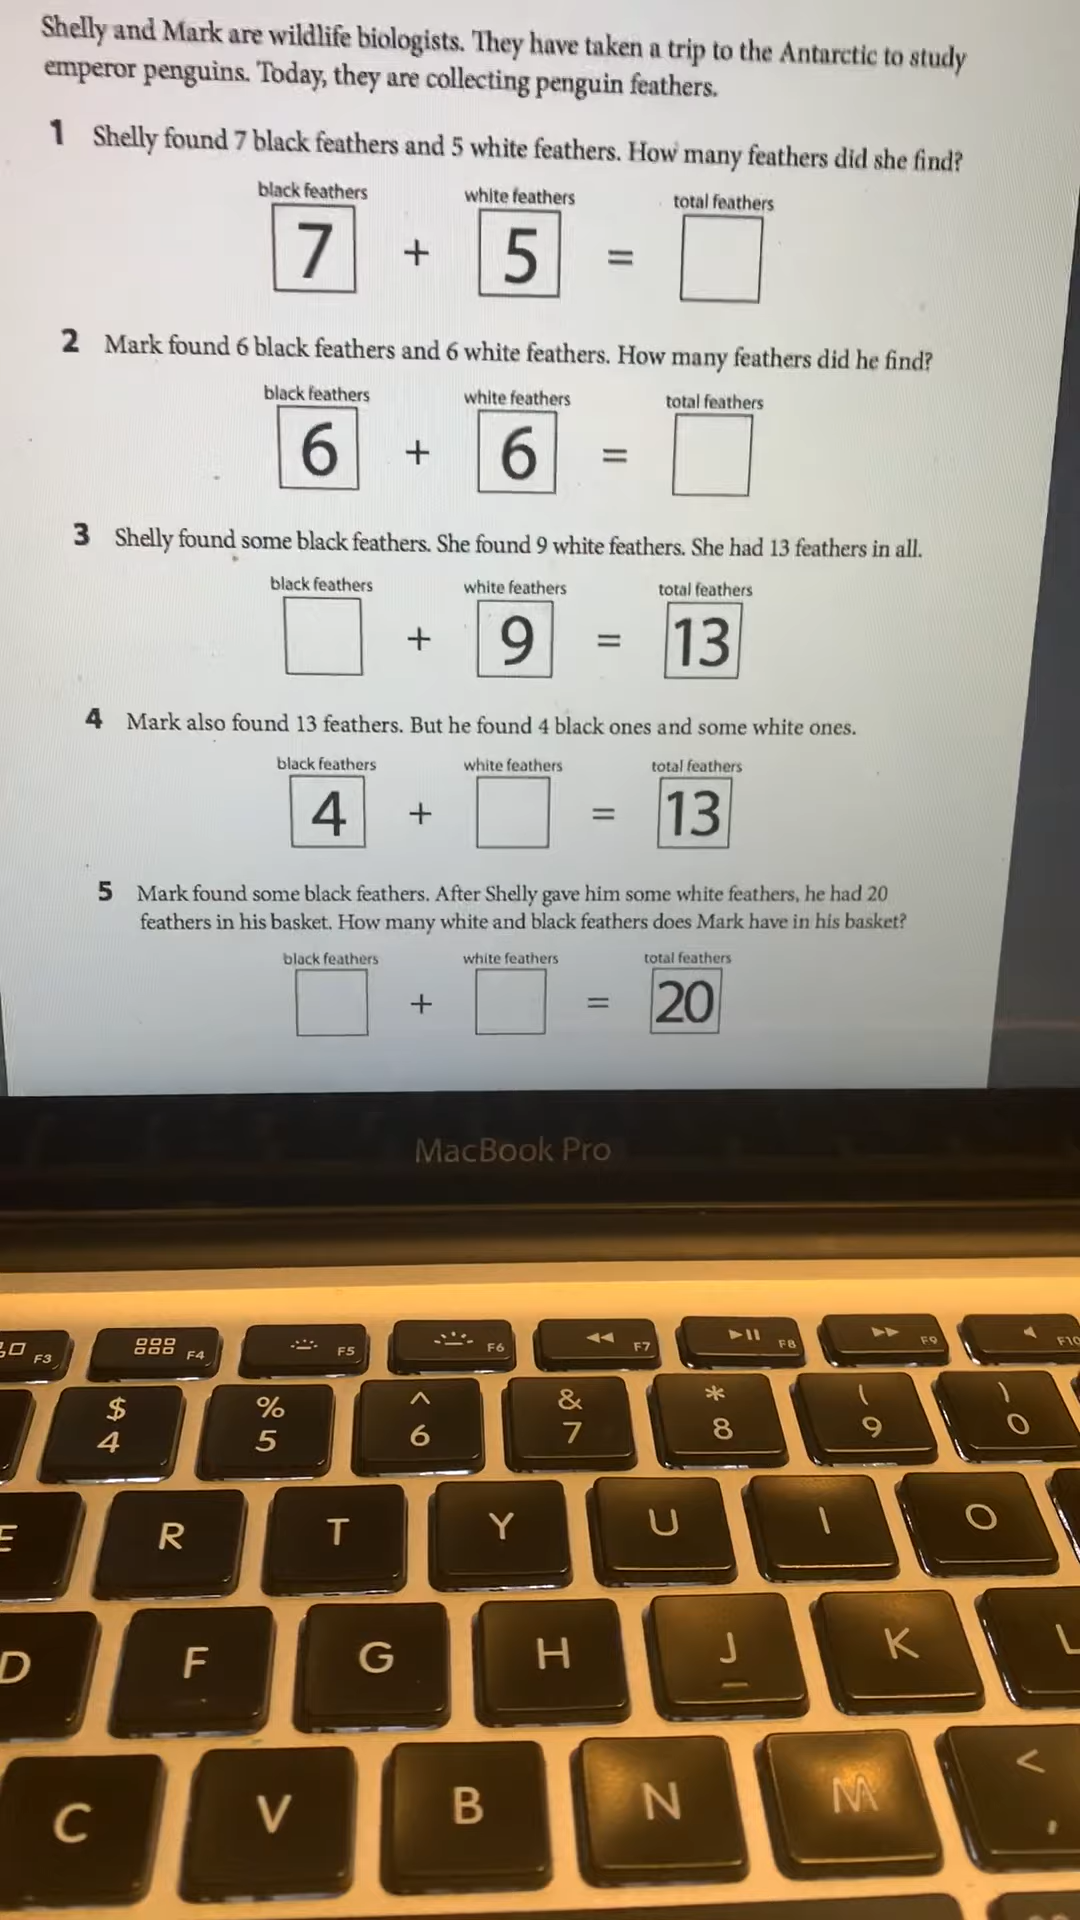 Shelly and Mark are wildlife biologists. They have taken a trip to the Antarctic to study
emperor penguins. Today, they are collecting penguin feathers.
1 Shelly found 7 black feathers and 5 white feathers. How many feathers did she find?
black feathers white feathers total feathers
7 + 5 =
2 Mark found 6 black feathers and 6 white feathers. How many feathers did he find?
black feathers white feathers total feathers
6 + 6 =
3 Shelly found some black feathers. She found 9 white feathers. She had 13 feathers in all.
black feathers white feathers total feathers
+ 9 = 13
4 Mark also found 13 feathers. But he found 4 black ones and some white ones.
black feathers white feathers total feathers
4 + = 13
5 Mark found some black feathers. After Shelly gave him some white feathers, he had 20
feathers in his basket. How many white and black feathers does Mark have in his basket?
black feathers white feathers total feathers
+ = 20
MacBook Pro
F3 F4 F5 F6 F7 F8 F9 F10
$ % ^ & * ( )
4 5 6 7 8 9 0
E R T Y U I O
D F G H J K L
C V B N M <
,